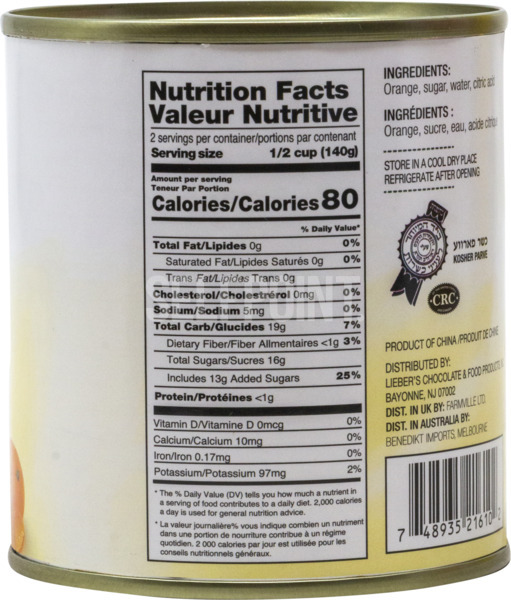 Nutrition Facts
Valeur Nutritive
2 servings per container/portions par contenant
Serving size 1/2 cup (140g)
Amount per serving
Teneur Par Portion
Calories/Calories 80
% Daily Value*
Total Fat/Lipides 0g 0%
Saturated Fat/Lipides Saturés 0g 0%
Trans Fat/Lipides Trans 0g
Cholesterol/Cholestrérol 0mg 0%
Sodium/Sodium 5mg 0%
Total Carb/Glucides 19g 7%
Dietary Fiber/Fiber Allmentaires <1g 3%
Total Sugars/Sucres 16g
Includes 13g Added Sugars 25%
Protein/Protéines <1g
Vitamin D/Vitamine D 0mcg 0%
Calcium/Calcium 10mg 0%
Iron/Iron 0.17mg 0%
Potassium/Potassium 97mg 2%
* The % Daily Value (DV) tells you how much a nutrient in
a serving of food contributes to a daily diet. 2,000 calories
a day is used for general nutrition advice.
* La valeur journalière% vous indique combien un nutriment
dans une portion de nourriture contribue à un régime
quotidien. 2 000 calories par jour est utilisée pour les
conseils nutritionnels généraux.
INGREDIENTS:
Orange, sugar, water, citric acid
INGRÉDIENTS :
Orange, sucre, eau, acide citrique
STORE IN A COOL DRY PLACE
REFRIGERATE AFTER OPENING
כשר פארווע
KOSHER PARVE
CRC
PRODUCT OF CHINA/PRODUIT DE CHINE
DISTRIBUTED BY:
LIEBER'S CHOCOLATE & FOOD PRODUCTS,
BAYONNE, NJ 07002
DIST. IN UK BY: FARMVILLE LTD.
DIST. IN AUSTRALIA BY:
BENEDIKT IMPORTS, MELBOURNE
7 48935 21610 2